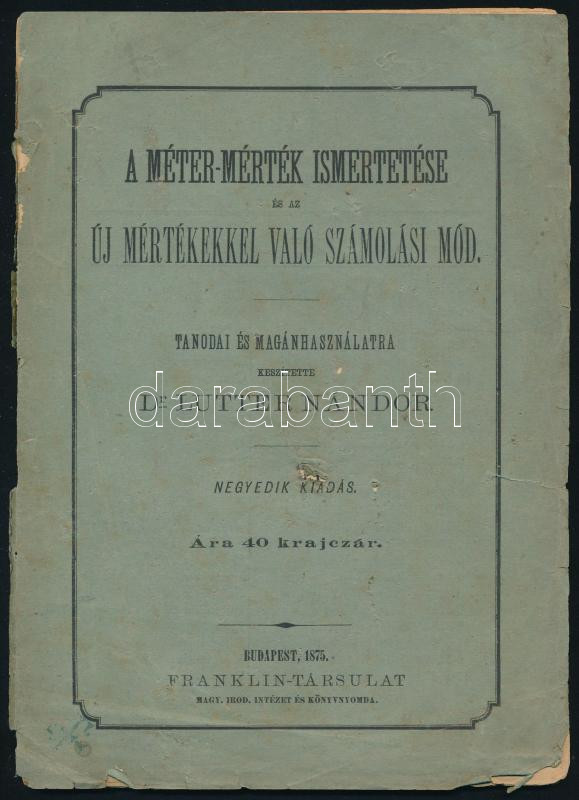 A MÉTER-MÉRTÉK ISMERTETÉSE
ÉS AZ
ÚJ MÉRTÉKEKKEL VALÓ SZÁMOLÁSI MÓD.
TANODAI ÉS MAGÁNHASZNÁLATRA
KÉSZÍTETTE
Dr LUTTER NÁNDOR.
darabanth
NEGYEDIK KIADÁS.
Ára 40 krajczár.
BUDAPEST, 1875.
FRANKLIN-TÁRSULAT
MAGY. IROD. INTÉZET ÉS KÖNYVNYOMDA.